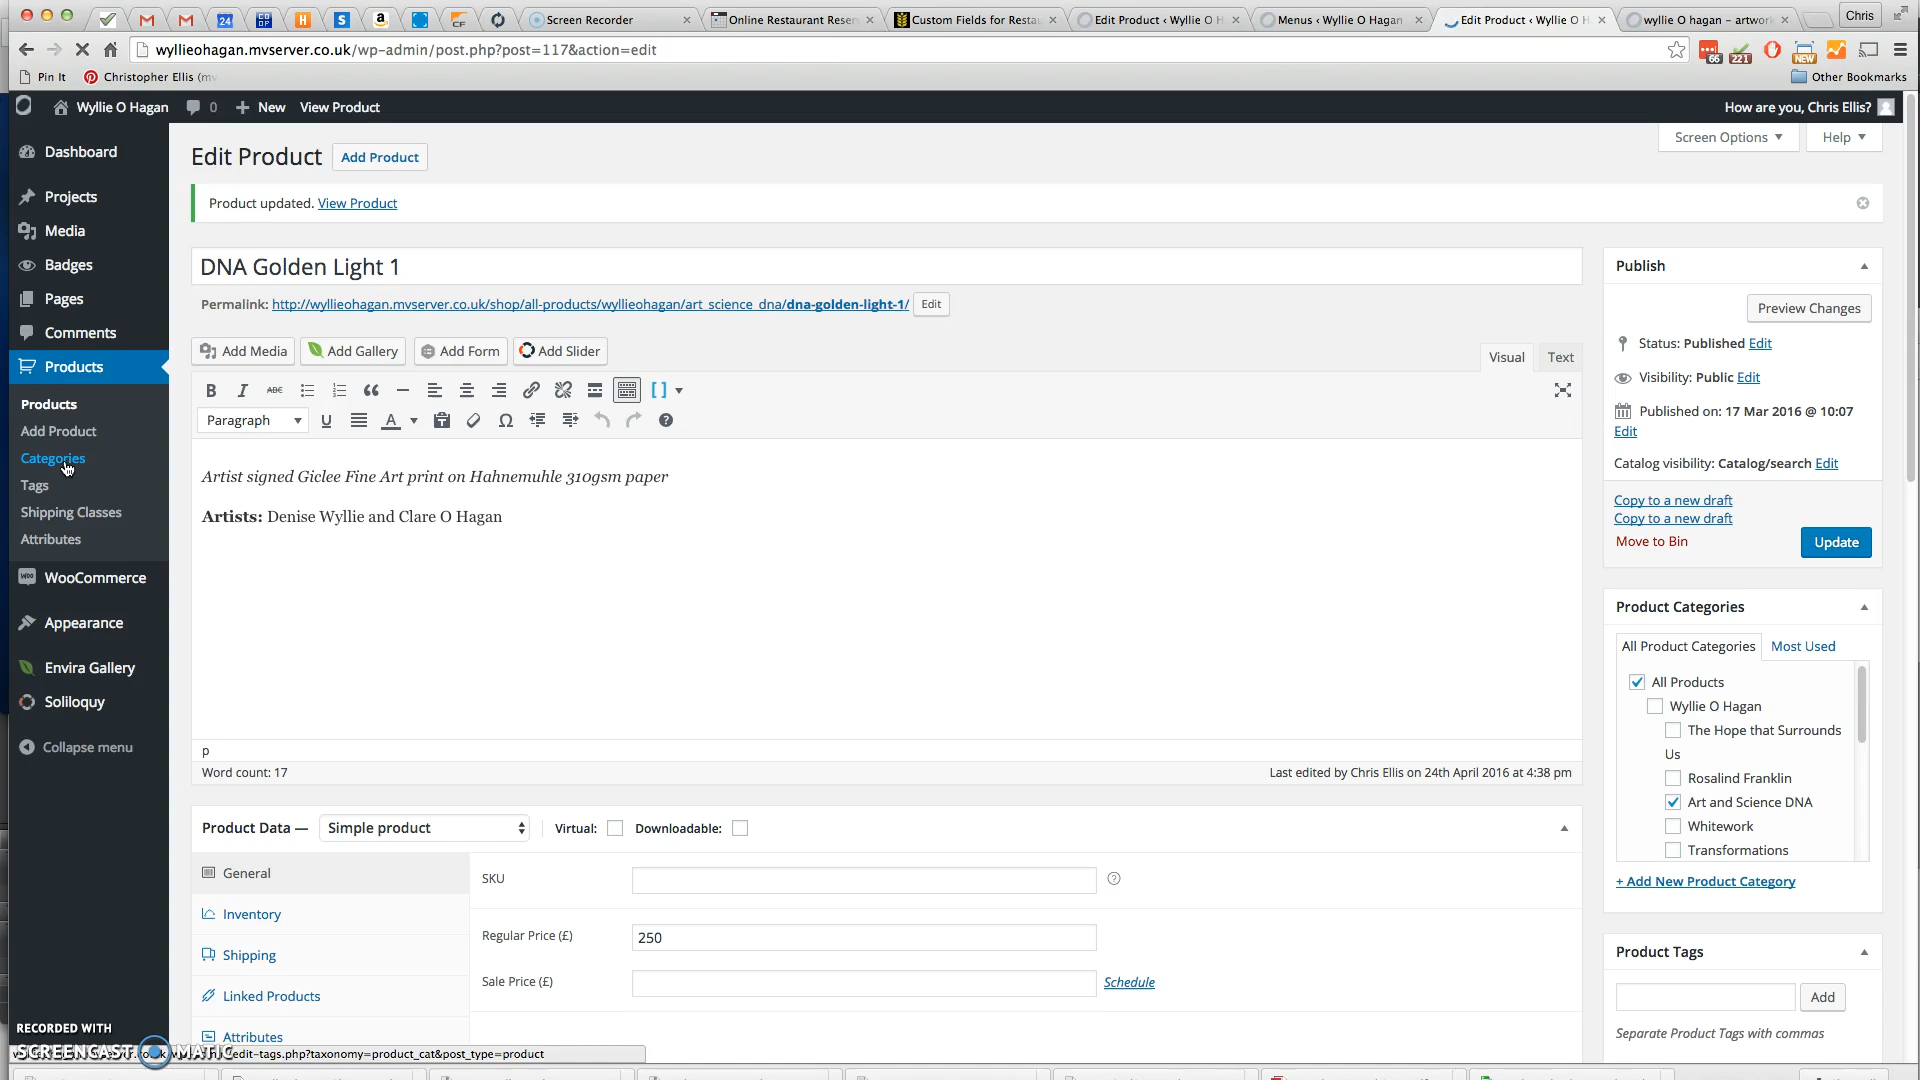 Screen Recorder
Online Restaurant Reser
Custom Fields for Restau
Edit Product ‹ Wyllie O H
Menus ‹ Wyllie O Hagan
Edit Product ‹ Wyllie O H
wyllie O hagan – artwork
Chris
wyllieohagan.mvserver.co.uk/wp-admin/post.php?post=117&action=edit
66
221
NEW
Pin It
Christopher Ellis (mv
Other Bookmarks
Wyllie O Hagan
0
New
View Product
How are you, Chris Ellis?
Screen Options
Help
Dashboard
Projects
Media
Badges
Pages
Comments
Products
Products
Add Product
Categories
Tags
Shipping Classes
Attributes
WooCommerce
Appearance
Envira Gallery
Soliloquy
Collapse menu
Edit Product
Add Product
Product updated. View Product
DNA Golden Light 1
Permalink: http://wyllieohagan.mvserver.co.uk/shop/all-products/wyllieohagan/art_science_dna/dna-golden-light-1/
Edit
Add Media
Add Gallery
Add Form
Add Slider
Visual
Text
B I ABC
Paragraph
U
A
Artist signed Giclee Fine Art print on Hahnemuhle 310gsm paper
Artists: Denise Wyllie and Clare O Hagan
p
Word count: 17
Last edited by Chris Ellis on 24th April 2016 at 4:38 pm
Product Data —
Simple product
Virtual:
Downloadable:
General
Inventory
Shipping
Linked Products
Attributes
SKU
Regular Price (£)
250
Sale Price (£)
Schedule
Publish
Preview Changes
Status: Published Edit
Visibility: Public Edit
Published on: 17 Mar 2016 @ 10:07
Edit
Catalog visibility: Catalog/search Edit
Copy to a new draft
Copy to a new draft
Move to Bin
Update
Product Categories
All Product Categories
Most Used
All Products
Wyllie O Hagan
The Hope that Surrounds
Us
Rosalind Franklin
Art and Science DNA
Whitework
Transformations
+ Add New Product Category
Product Tags
Add
Separate Product Tags with commas
RECORDED WITH
SCREENCAST-O-MATIC
edit-tags.php?taxonomy=product_cat&post_type=product